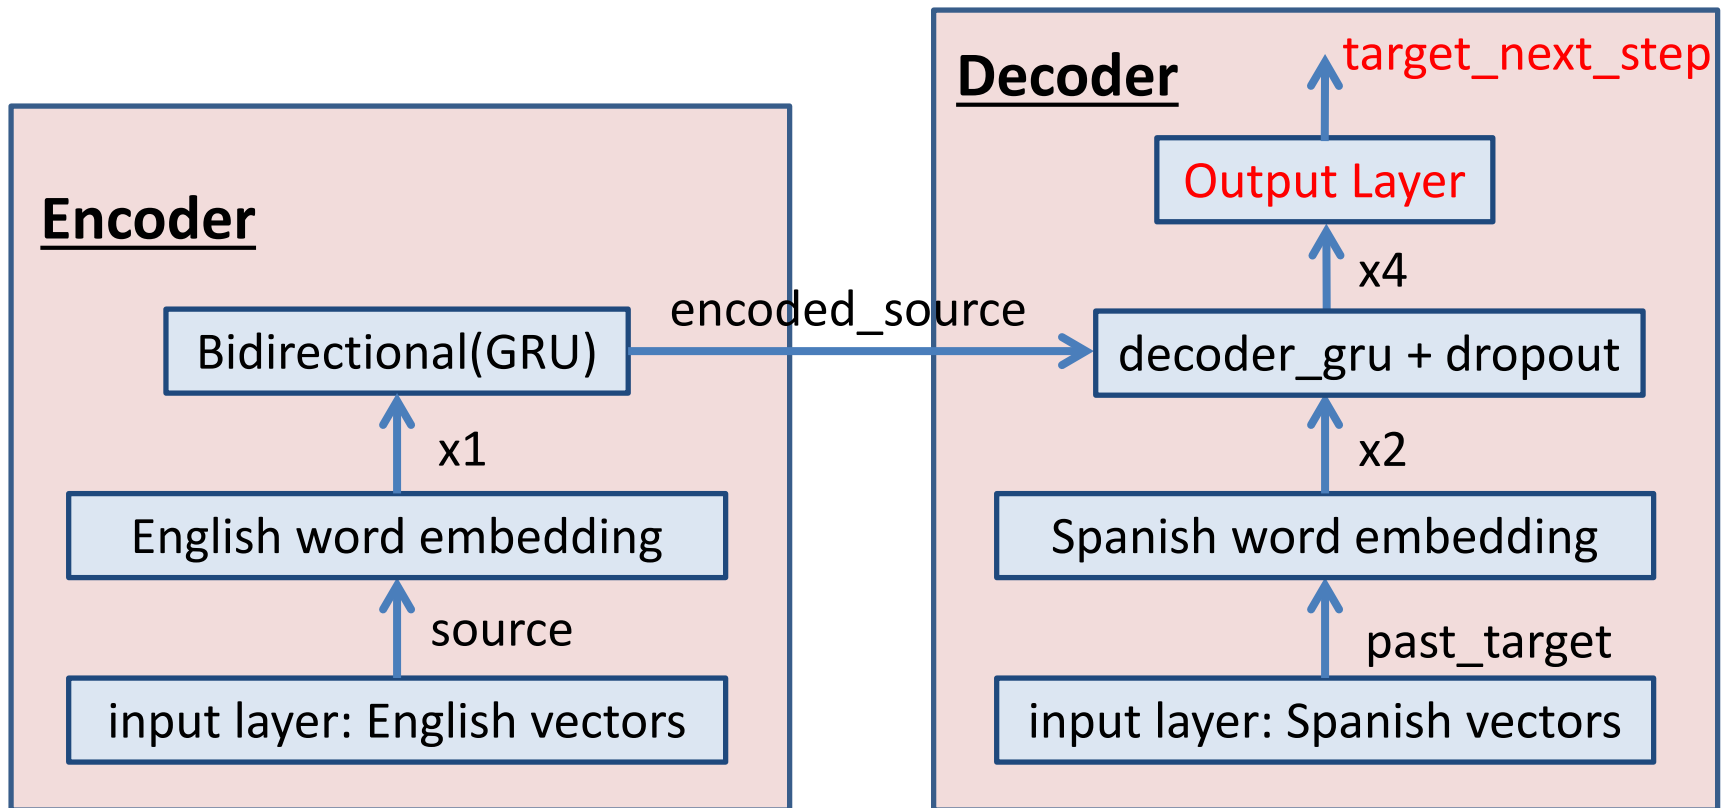 Encoder
Bidirectional(GRU)
x1
English word embedding
source
input layer: English vectors
encoded_source
Decoder
target_next_step
Output Layer
x4
decoder_gru + dropout
x2
Spanish word embedding
past_target
input layer: Spanish vectors